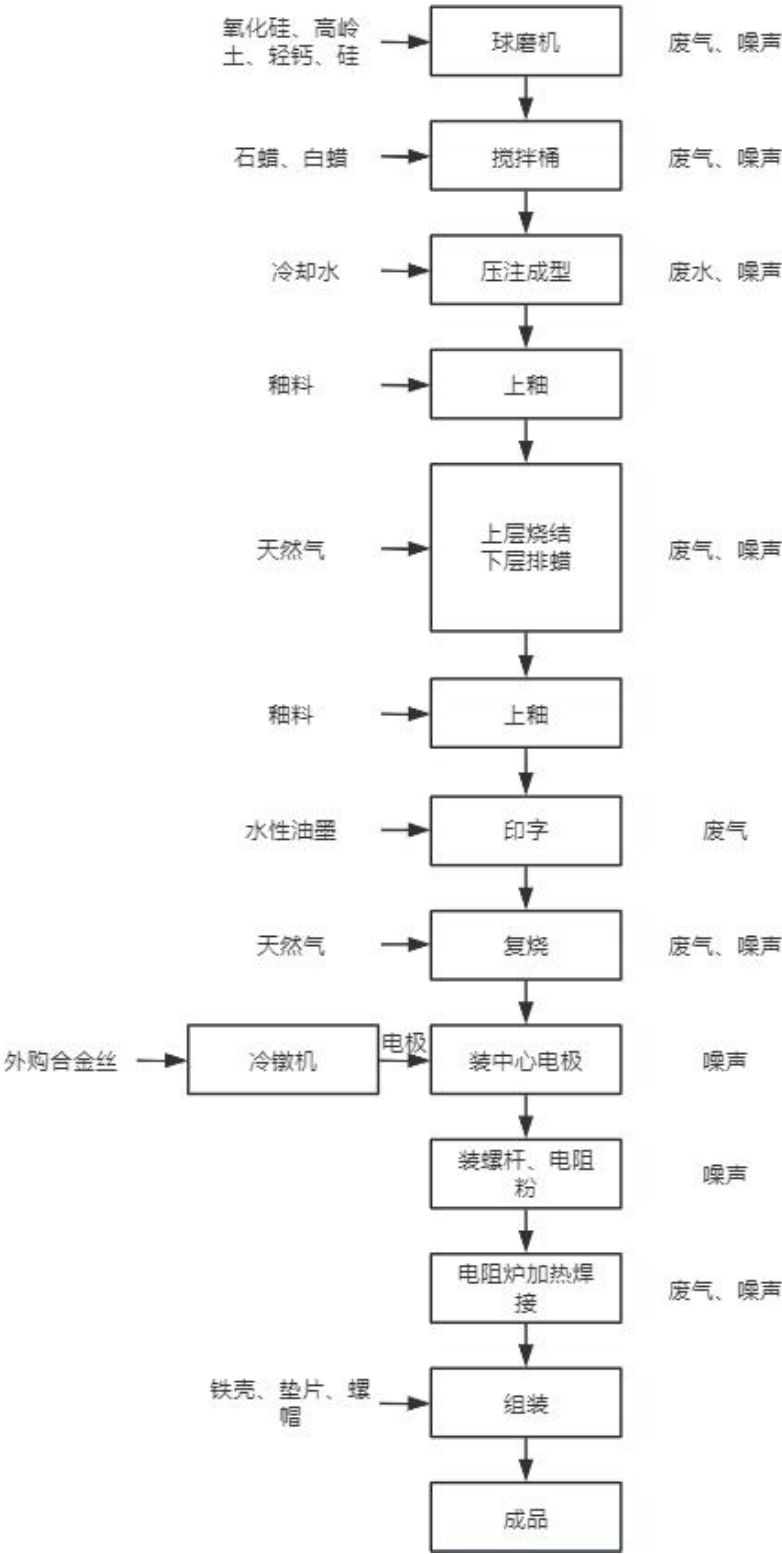 氧化硅、高岭
土、轻钙、硅
球磨机
废气、噪声
石蜡、白蜡
搅拌桶
废气、噪声
冷却水
压注成型
废水、噪声
釉料
上釉
天然气
上层烧结
下层排蜡
废气、噪声
釉料
上釉
水性油墨
印字
废气
天然气
复烧
废气、噪声
外购合金丝
冷镦机
电极
装中心电极
噪声
装螺杆、电阻
粉
噪声
电阻炉加热焊
接
废气、噪声
铁壳、垫片、螺
帽
组装
成品